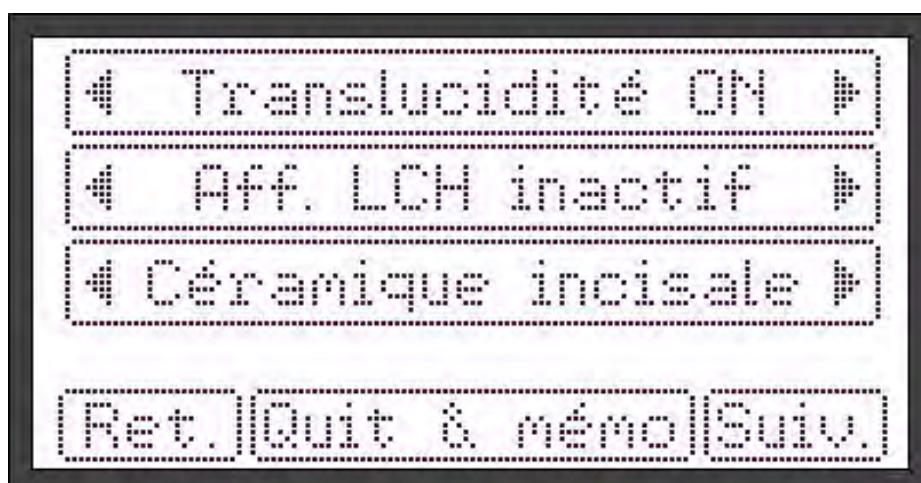 Translucidité ON
Aff. LCH inactif
Céramique incisale
Ret. Quit & mémo Suiv.